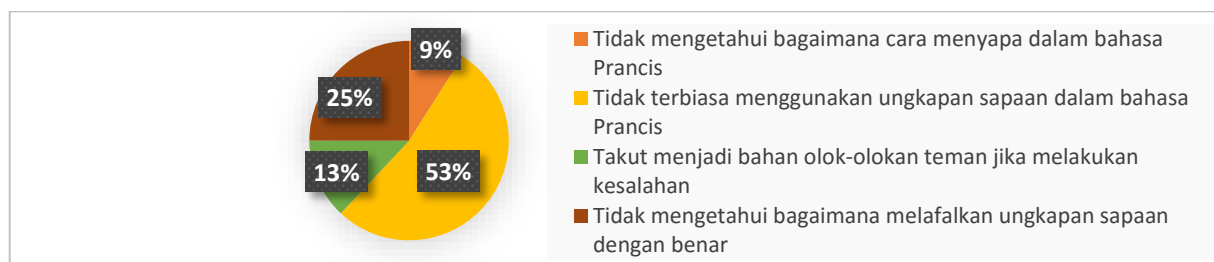 9%
25%
13%
53%
Tidak mengetahui bagaimana cara menyapa dalam bahasa
Prancis
Tidak terbiasa menggunakan ungkapan sapaan dalam bahasa
Prancis
Takut menjadi bahan olok-olokan teman jika melakukan
kesalahan
Tidak mengetahui bagaimana melafalkan ungkapan sapaan
dengan benar